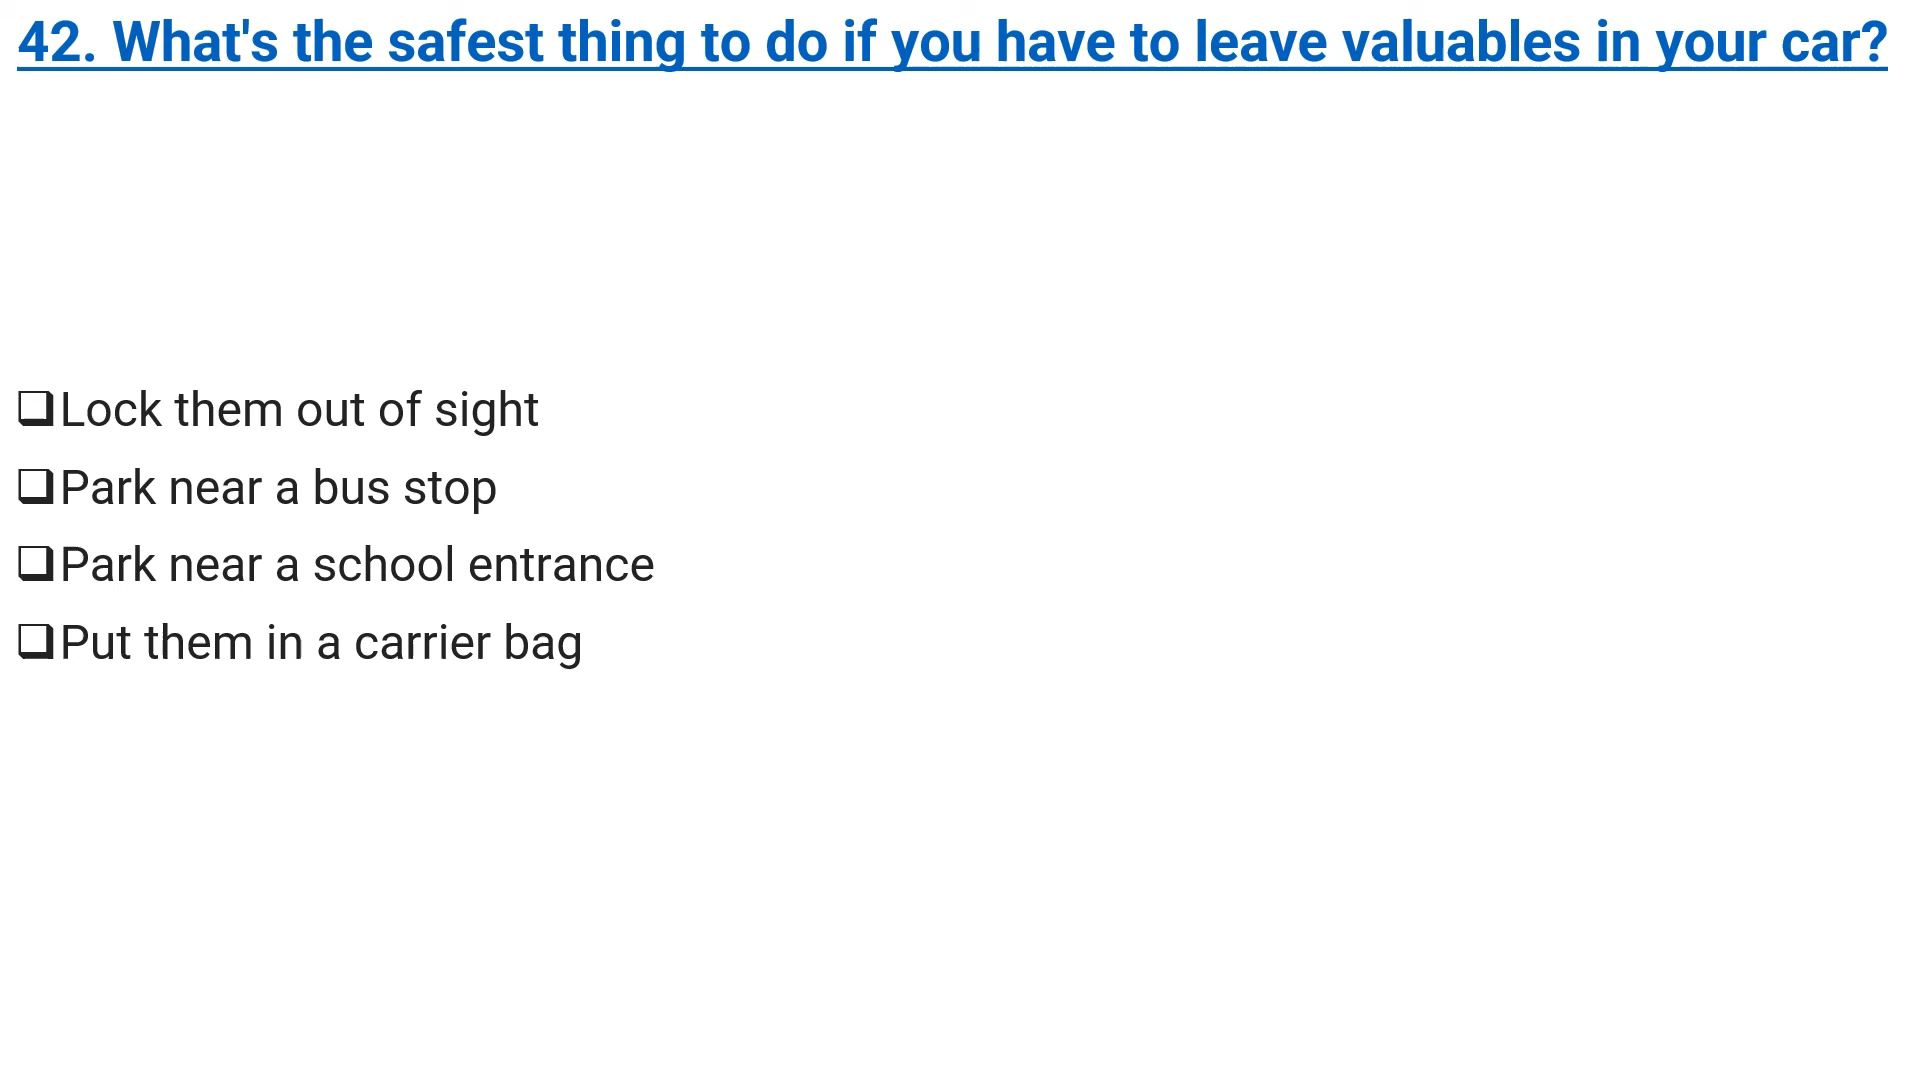 42. What's the safest thing to do if you have to leave valuables in your car?
❑Lock them out of sight
❑Park near a bus stop
❑Park near a school entrance
❑Put them in a carrier bag